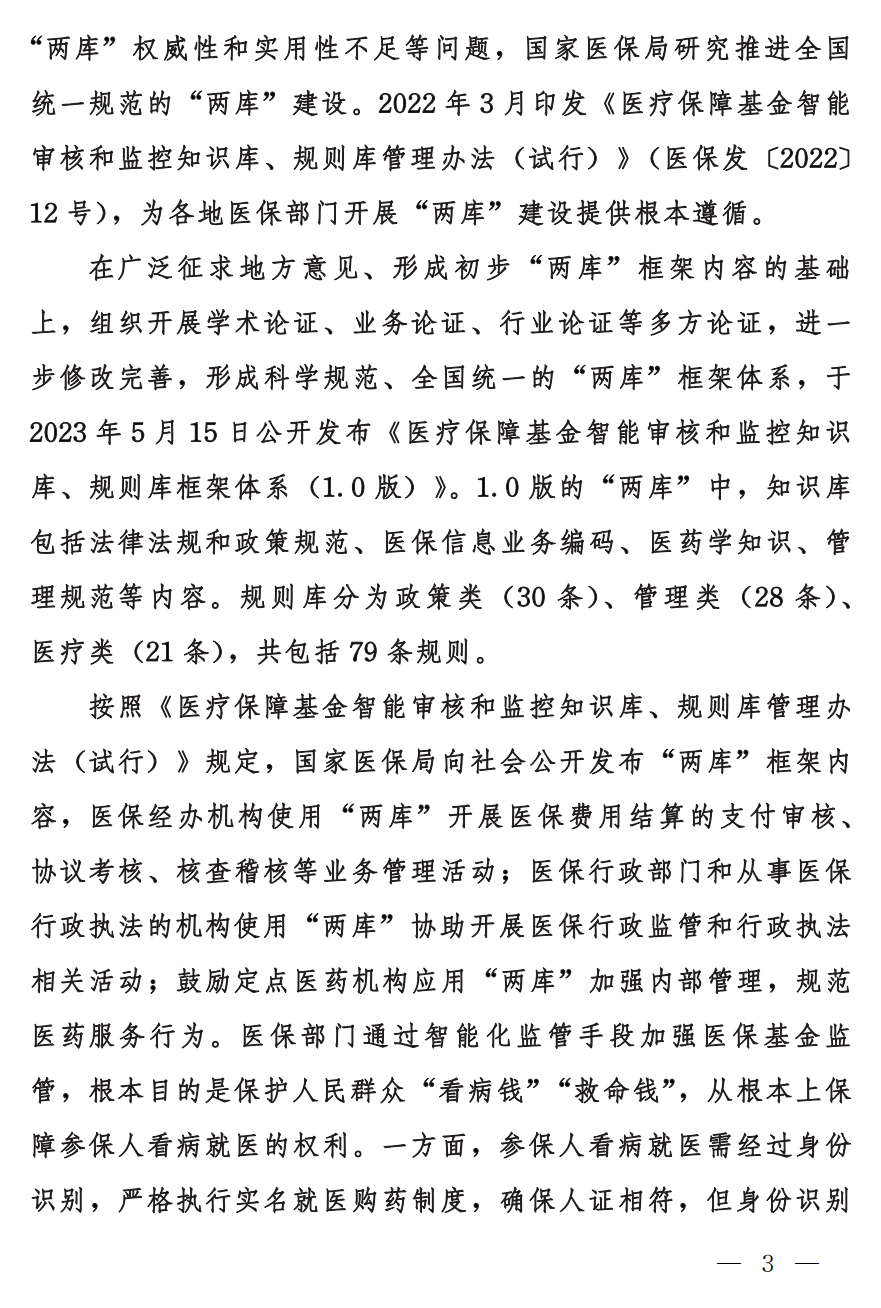 “两库”权威性和实用性不足等问题，国家医保局研究推进全国
统一规范的“两库”建设。2022 年 3 月印发《医疗保障基金智能
审核和监控知识库、规则库管理办法（试行）》（医保发〔2022〕
12 号），为各地医保部门开展“两库”建设提供根本遵循。
在广泛征求地方意见、形成初步“两库”框架内容的基础
上，组织开展学术论证、业务论证、行业论证等多方论证，进一
步修改完善，形成科学规范、全国统一的“两库”框架体系，于
2023 年 5 月 15 日公开发布《医疗保障基金智能审核和监控知识
库、规则库框架体系（1.0 版）》。1.0 版的“两库”中，知识库
包括法律法规和政策规范、医保信息业务编码、医药学知识、管
理规范等内容。规则库分为政策类（30 条）、管理类（28 条）、
医疗类（21 条），共包括 79 条规则。
按照《医疗保障基金智能审核和监控知识库、规则库管理办
法（试行）》规定，国家医保局向社会公开发布“两库”框架内
容，医保经办机构使用“两库”开展医保费用结算的支付审核、
协议考核、核查稽核等业务管理活动；医保行政部门和从事医保
行政执法的机构使用“两库”协助开展医保行政监管和行政执法
相关活动；鼓励定点医药机构应用“两库”加强内部管理，规范
医药服务行为。医保部门通过智能化监管手段加强医保基金监
管，根本目的是保护人民群众“看病钱”“救命钱”，从根本上保
障参保人看病就医的权利。一方面，参保人看病就医需经过身份
识别，严格执行实名就医购药制度，确保人证相符，但身份识别
— 3 —